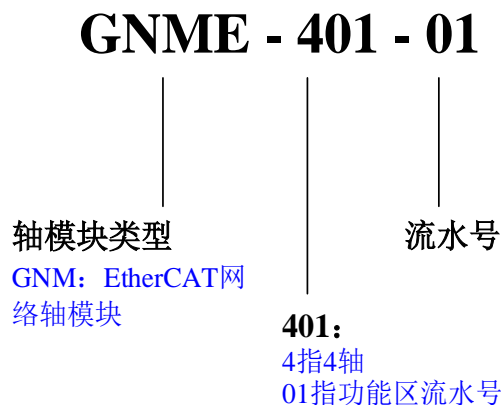 GNME - 401 - 01
轴模块类型
GNM：EtherCAT网
络轴模块
流水号
401：
4指4轴
01指功能区流水号